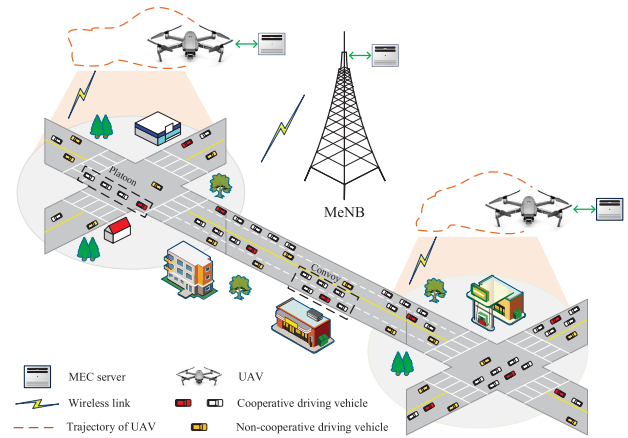 Platoon
MeNB
Convoy
MEC server
UAV
Wireless link
Cooperative driving vehicle
Trajectory of UAV
Non-cooperative driving vehicle